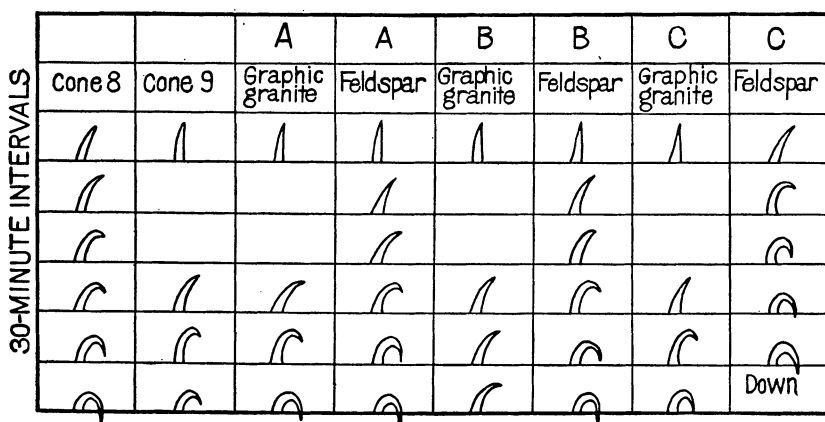 A A B B C C
Cone 8 Cone 9 Graphic granite Feldspar Graphic granite Feldspar Graphic granite Feldspar
30-MINUTE INTERVALS
Down